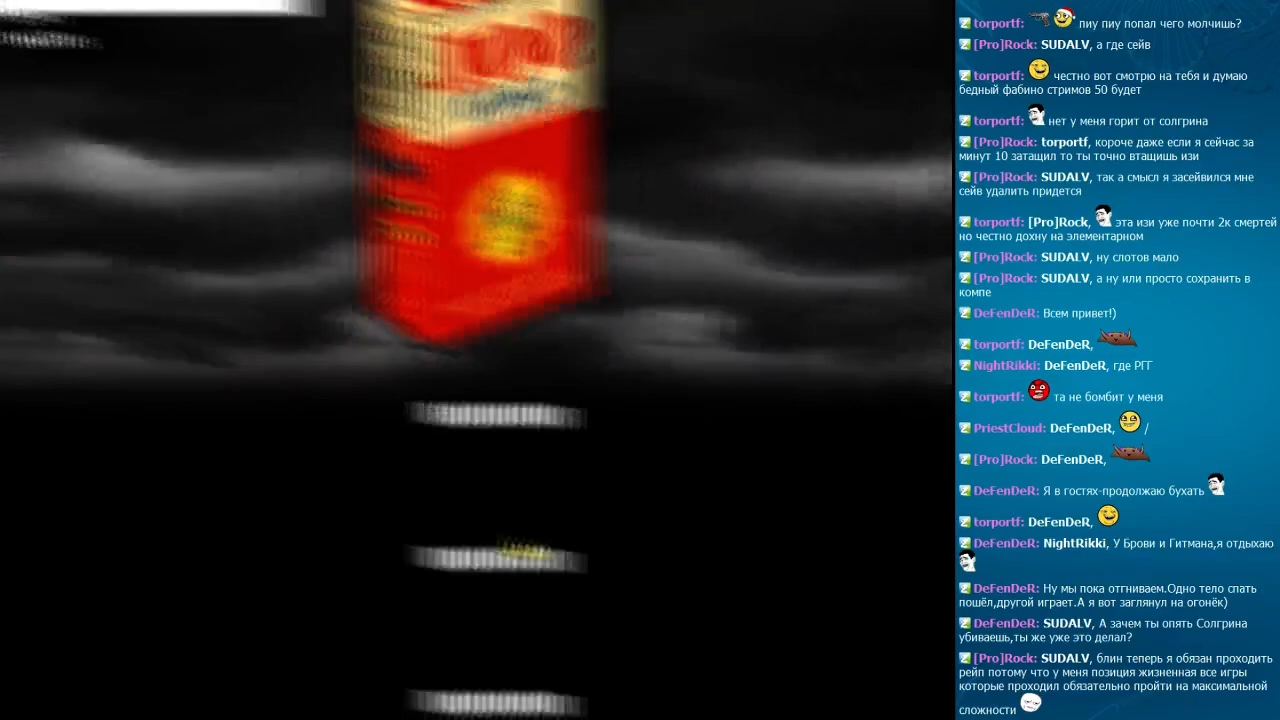 torportf: пиу пиу попал чего молчишь?
[Pro]Rock: SUDALV, а где сейв
torportf: честно вот смотрю на тебя и думаю
бедный фабино стримов 50 будет
torportf: нет у меня горит от солгрина
[Pro]Rock: torportf, короче даже если я сейчас за
минут 10 затащил то ты точно втащишь изи
[Pro]Rock: SUDALV, так а смысл я засейвился мне
сейв удалить придется
torportf: [Pro]Rock, эта изи уже почти 2к смертей
но честно дохну на элементарном
[Pro]Rock: SUDALV, ну слотов мало
[Pro]Rock: SUDALV, а ну или просто сохранить в
компе
DeFenDeR: Всем привет!)
torportf: DeFenDeR,
NightRikki: DeFenDeR, где РГГ
torportf: та не бомбит у меня
PriestCloud: DeFenDeR, /
[Pro]Rock: DeFenDeR,
DeFenDeR: Я в гостях-продолжаю бухать
torportf: DeFenDeR,
DeFenDeR: NightRikki, У Брови и Гитмана,я отдыхаю
DeFenDeR: Ну мы пока отгниваем.Одно тело спать
пошёл,другой играет.А я вот заглянул на огонёк)
DeFenDeR: SUDALV, А зачем ты опять Солгрина
убиваешь,ты же уже это делал?
[Pro]Rock: SUDALV, блин теперь я обязан проходить
рейп потому что у меня позиция жизненная все игры
которые проходил обязательно пройти на максимальной
сложности